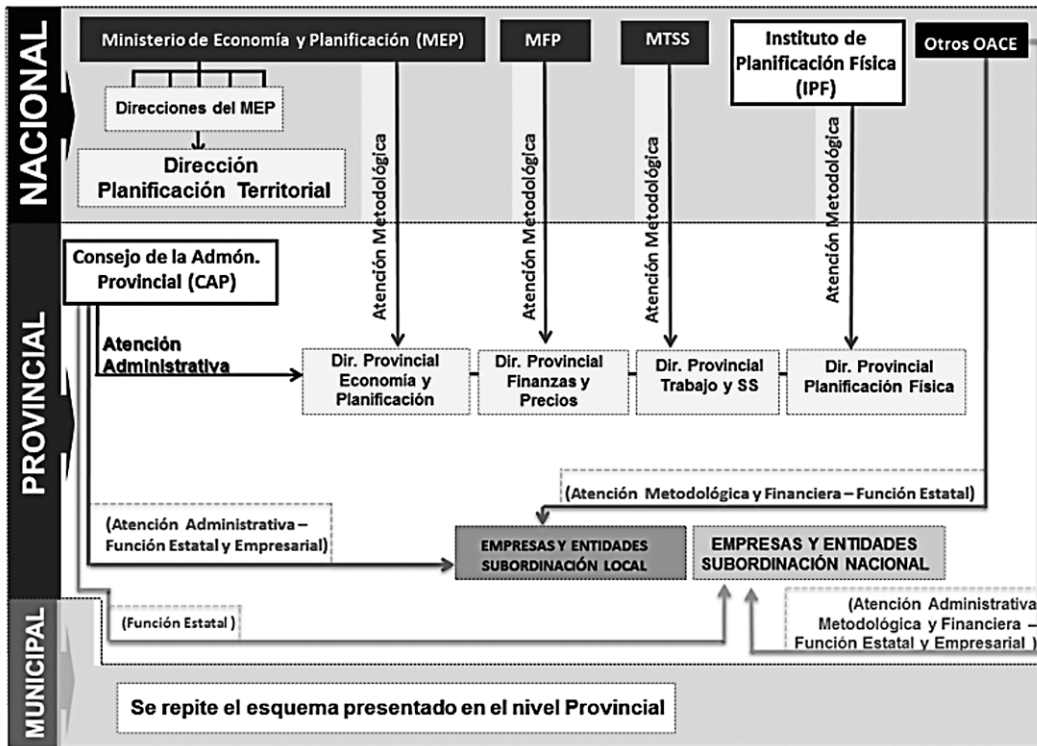 NACIONAL
Ministerio de Economía y Planificación (MEP)
MFP
MTSS
Instituto de
Planificación Física
(IPF)
Otros OACE
Direcciones del MEP
Dirección
Planificación Territorial
Atención Metodológica
Atención Metodológica
Atención Metodológica
Atención Metodológica
PROVINCIAL
Consejo de la Admón.
Provincial (CAP)
Atención
Administrativa
Dir. Provincial
Economía y
Planificación
Dir. Provincial
Finanzas y
Precios
Dir. Provincial
Trabajo y SS
Dir. Provincial
Planificación Física
(Atención Metodológica y Financiera – Función Estatal)
(Atención Administrativa–
Función Estatal y Empresarial)
EMPRESAS Y ENTIDADES
SUBORDINACIÓN LOCAL
EMPRESAS Y ENTIDADES
SUBORDINACIÓN NACIONAL
(Función Estatal )
(Atención Administrativa
Metodológica y Financiera –
Función Estatal y Empresarial )
MUNICIPAL
Se repite el esquema presentado en el nivel Provincial